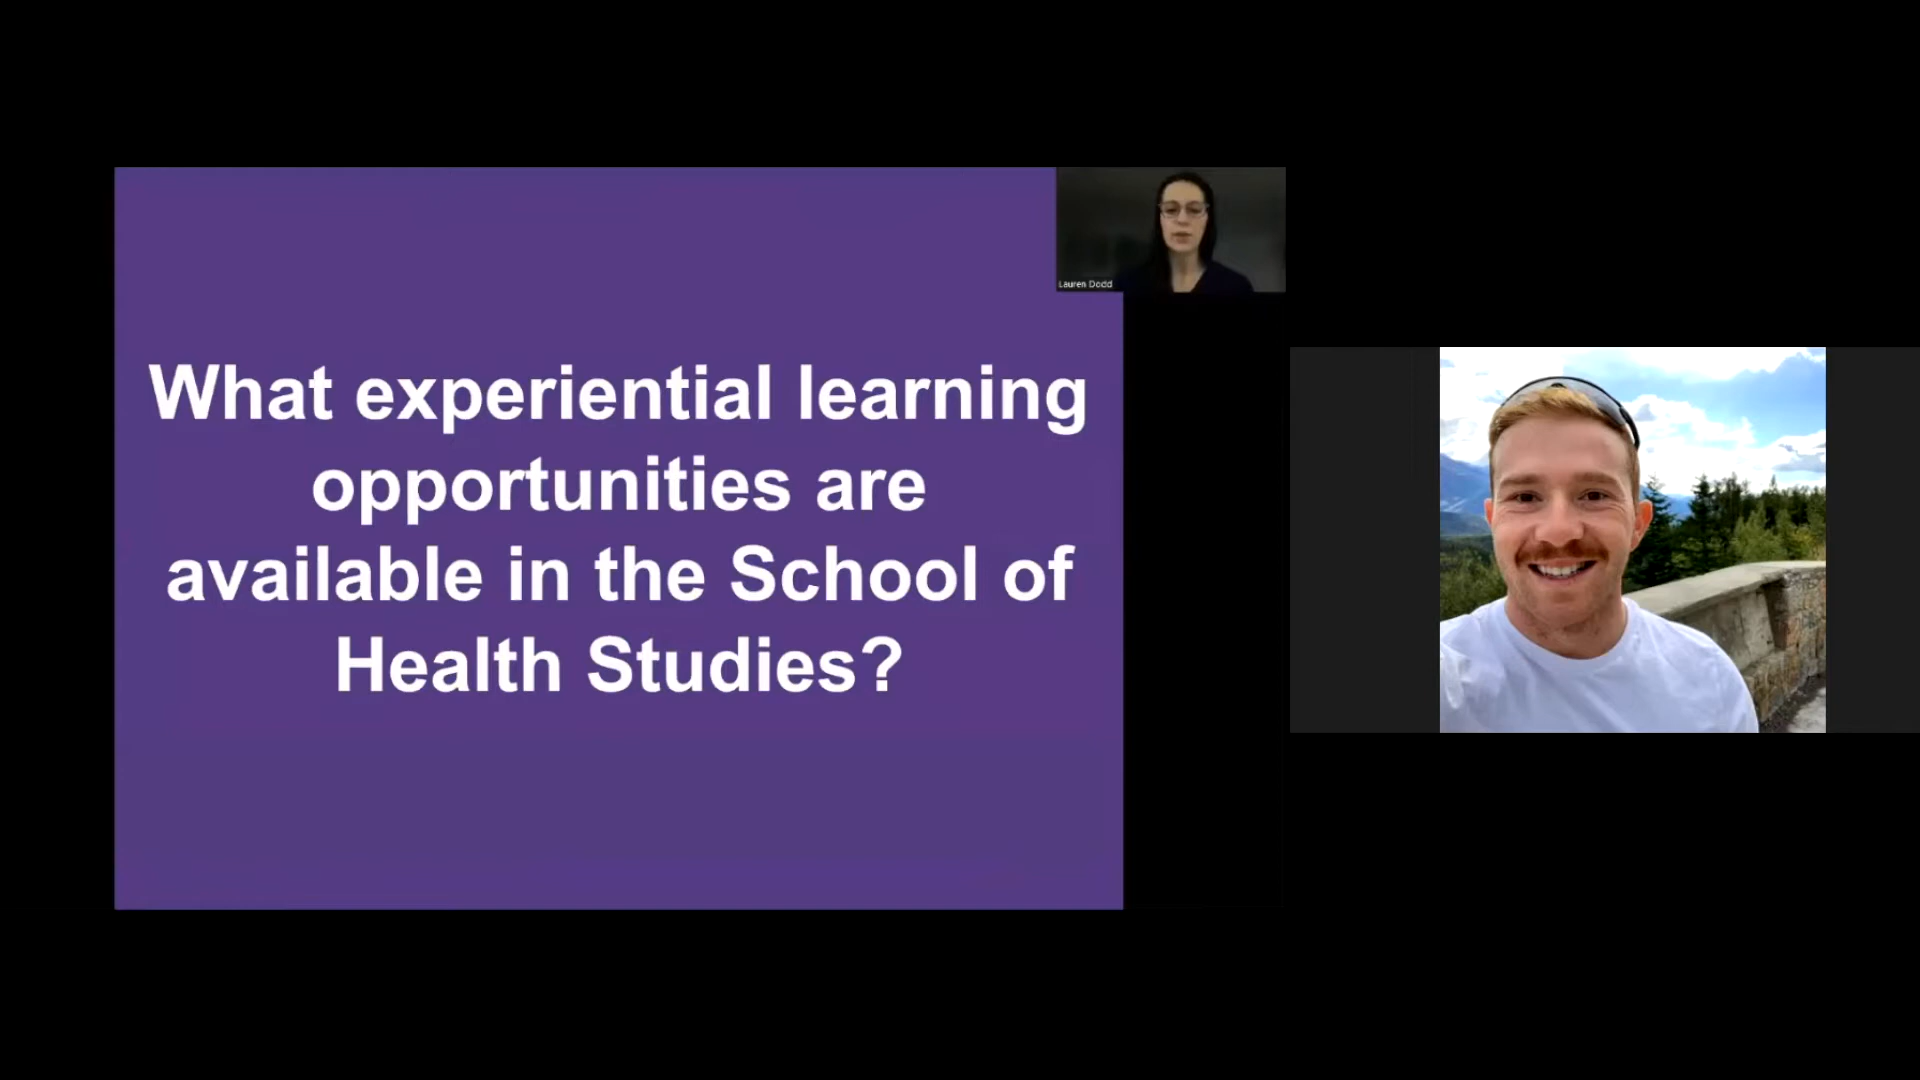 Lauren Dodd
What experiential learning
opportunities are
available in the School of
Health Studies?